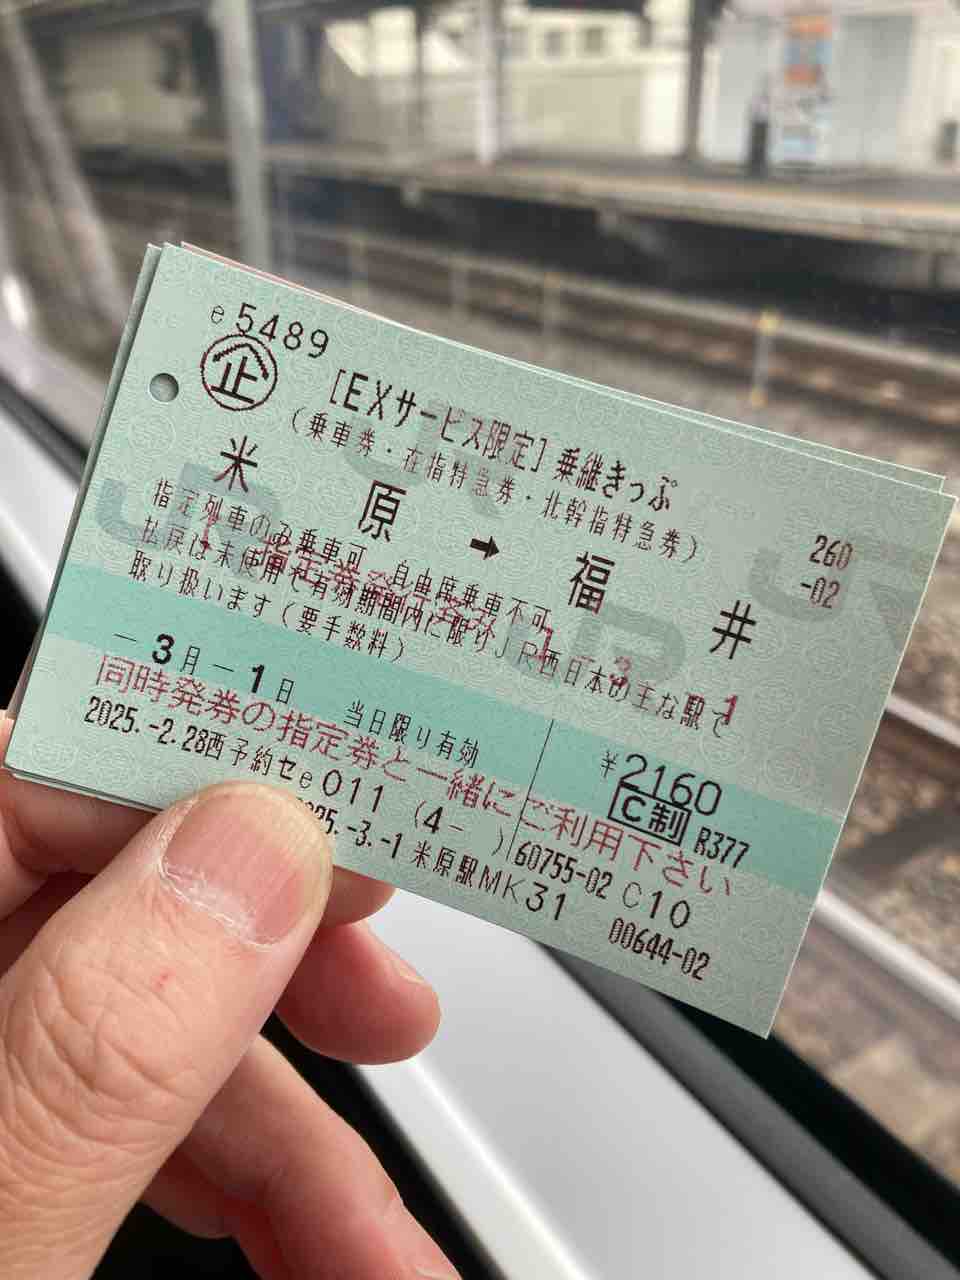 e5489
企
[EXサービス限定]乗継きっぷ
(乗車券・在指特急券・北幹指特急券)
米原→福井
260
-02
指定列車のみ乗車可 自由席乗車不可
払戻は未使用で有効期間内に限りJR西日本の主な駅で
取り扱います(要手数料)
-3月-1日 当日限り有効
¥2160
C制 R377
同時発券の指定券と一緒にご利用下さい
2025.-2.28西予約セe011 (4- ) 60755-02 C10
25.-3.-1 米原駅MK31 00644-02